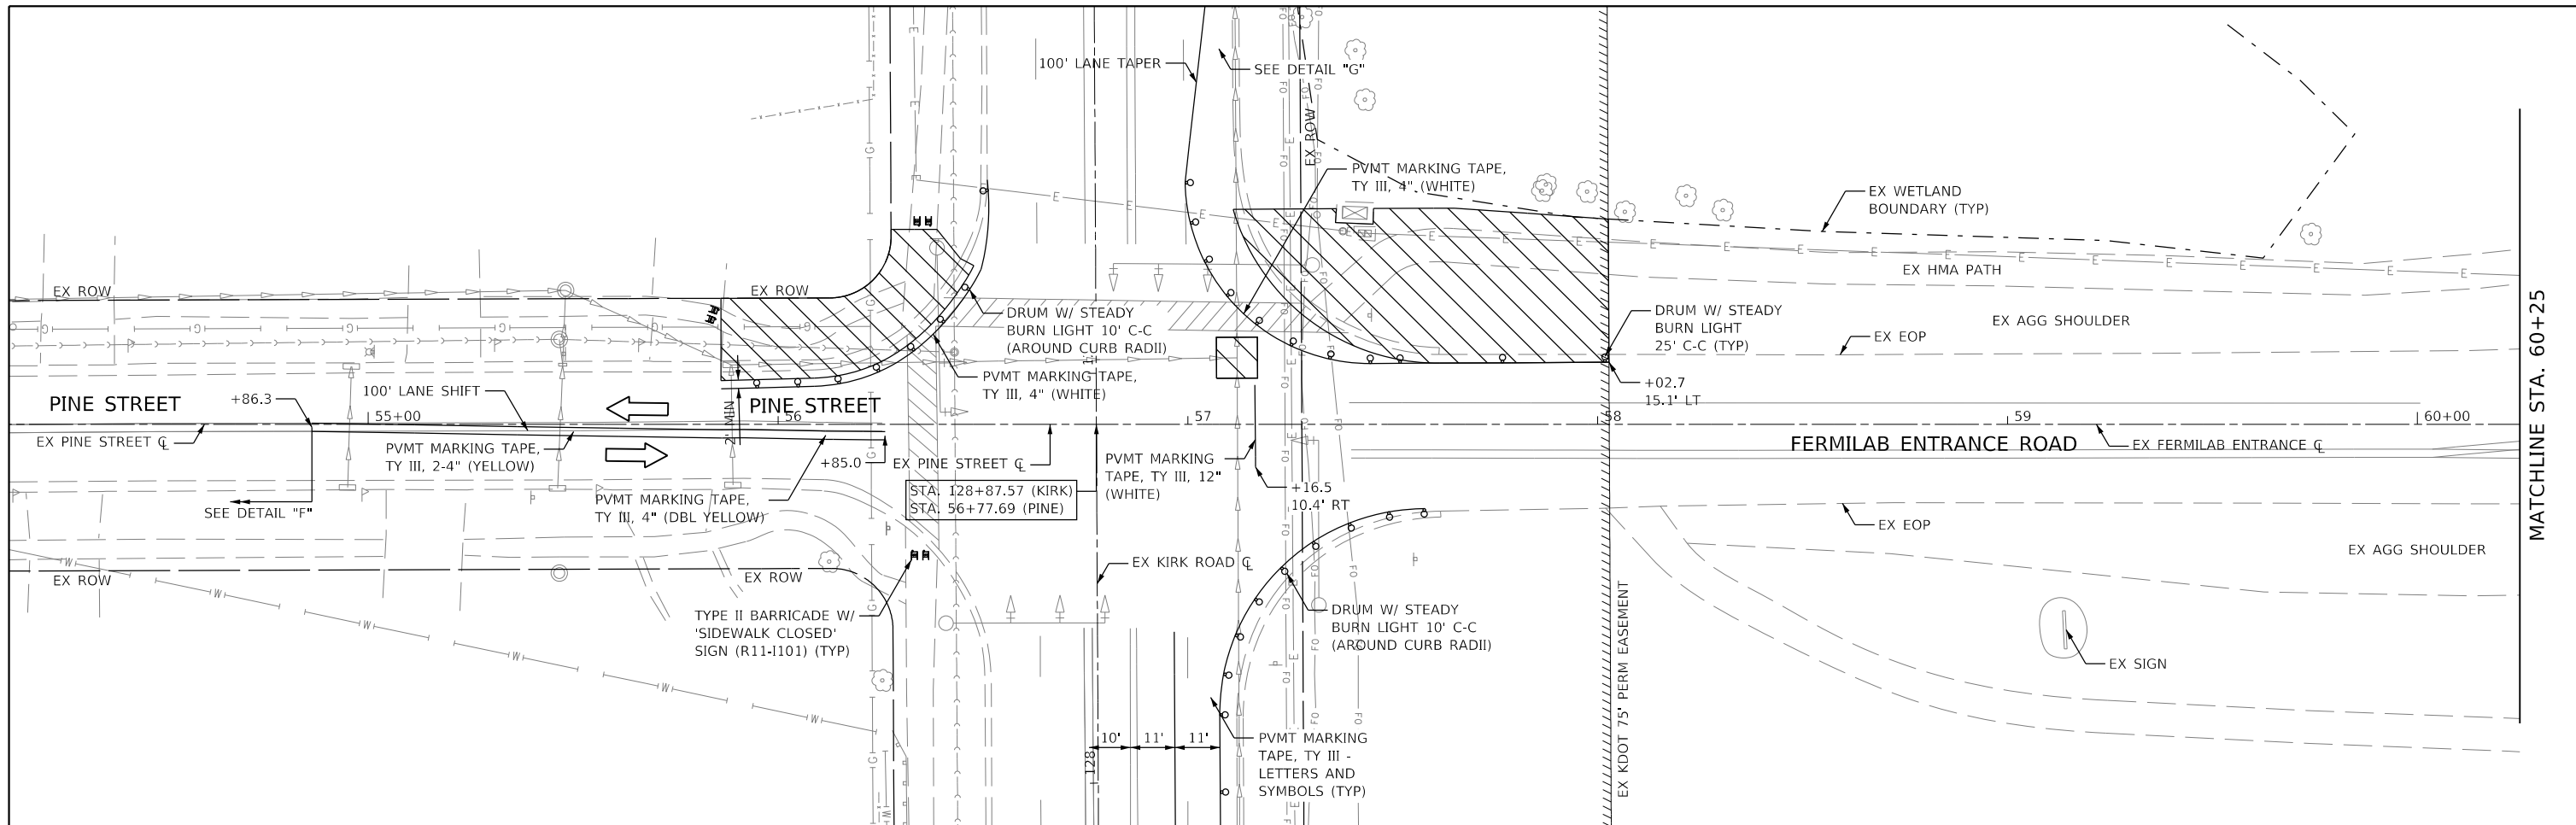 100' LANE TAPER
SEE DETAIL "G"
EX ROW
PVMT MARKING TAPE,
TY III, 4" (WHITE)
EX WETLAND
BOUNDARY (TYP)
EX HMA PATH
EX AGG SHOULDER
EX EOP
DRUM W/ STEADY
BURN LIGHT
25' C-C (TYP)
+02.7
15.1' LT
EX ROW
EX ROW
DRUM W/ STEADY
BURN LIGHT 10' C-C
(AROUND CURB RADII)
PVMT MARKING TAPE,
TY III, 4" (WHITE)
PINE STREET
+86.3
100' LANE SHIFT
55+00
56
PINE STREET
2' MIN
57
58
59
60+00
EX PINE STREET ℄
PVMT MARKING TAPE,
TY III, 2-4" (YELLOW)
+85.0
EX PINE STREET ℄
PVMT MARKING
TAPE, TY III, 12"
(WHITE)
FERMILAB ENTRANCE ROAD
EX FERMILAB ENTRANCE ℄
SEE DETAIL "F"
PVMT MARKING TAPE,
TY III, 4" (DBL YELLOW)
STA. 128+87.57 (KIRK)
STA. 56+77.69 (PINE)
+16.5
10.4' RT
EX EOP
EX AGG SHOULDER
EX ROW
EX ROW
EX KIRK ROAD ℄
TYPE II BARRICADE W/
'SIDEWALK CLOSED'
SIGN (R11-I101) (TYP)
DRUM W/ STEADY
BURN LIGHT 10' C-C
(AROUND CURB RADII)
EX SIGN
EX KDOT 75' PERM EASEMENT
10'
11'
11'
128
PVMT MARKING
TAPE, TY III -
LETTERS AND
SYMBOLS (TYP)
MATCHLINE STA. 60+25